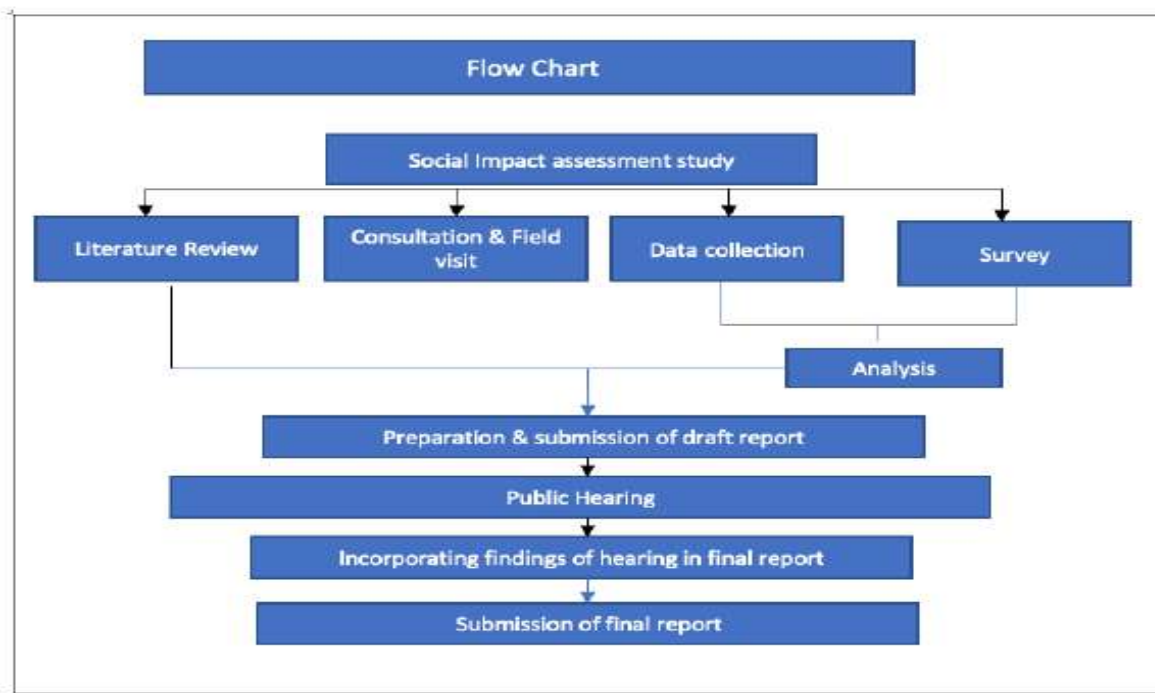 Flow Chart
Social Impact assessment study
Literature Review
Consultation & Field
visit
Data collection
Survey
Analysis
Preparation & submission of draft report
Public Hearing
Incorporating findings of hearing in final report
Submission of final report